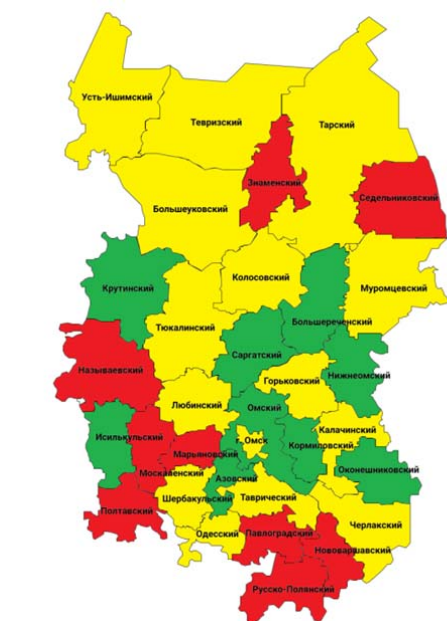 Усть-Ишимский
Тевризский
Тарский
Знаменский
Седельниковский
Большеуковский
Колосовский
Крутинский
Муромцевский
Большереченский
Тюкалинский
Саргатский
Называевский
Нижнеомский
Горьковский
Любинский
Омский
Калачинский
Исилькульский
г. Омск
Кормиловский
Марьяновский
Оконешниковский
Москаленский
Азовский
Шербакульский
Таврический
Полтавский
Черлакский
Одесский
Павлоградский
Нововаршавский
Русско-Полянский